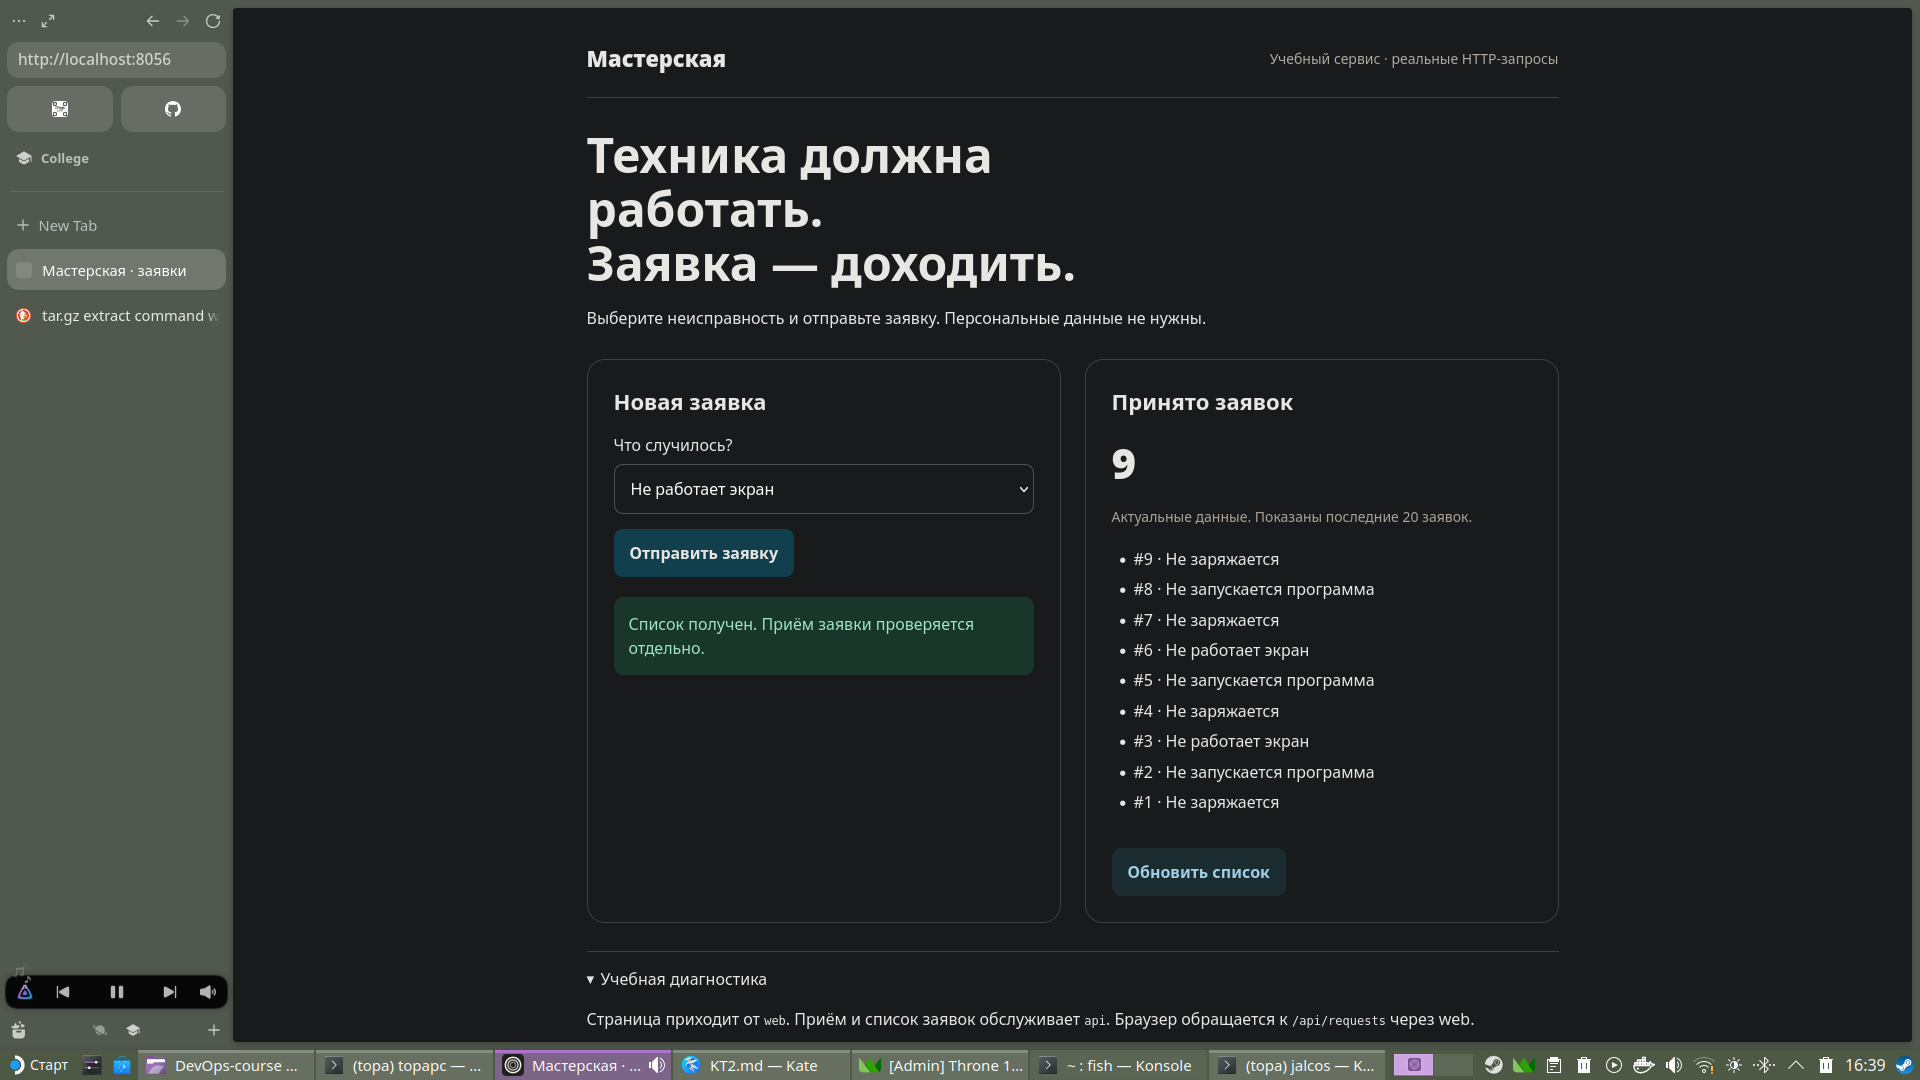 http://localhost:8056
College
New Tab
Мастерская · заявки
tar.gz extract command w
Мастерская
Учебный сервис · реальные HTTP-запросы
Техника должна
работать.
Заявка — доходить.
Выберите неисправность и отправьте заявку. Персональные данные не нужны.
Новая заявка
Что случилось?
Не работает экран
Отправить заявку
Список получен. Приём заявки проверяется
отдельно.
Принято заявок
9
Актуальные данные. Показаны последние 20 заявок.
• #9 · Не заряжается
• #8 · Не запускается программа
• #7 · Не заряжается
• #6 · Не работает экран
• #5 · Не запускается программа
• #4 · Не заряжается
• #3 · Не работает экран
• #2 · Не запускается программа
• #1 · Не заряжается
Обновить список
▾ Учебная диагностика
Страница приходит от web. Приём и список заявок обслуживает api. Браузер обращается к /api/requests через web.
Старт
DevOps-course ...
(topa) topapc — ...
Мастерская · ...
KT2.md — Kate
[Admin] Throne 1...
~ : fish — Konsole
(topa) jalcos — K...
16:39